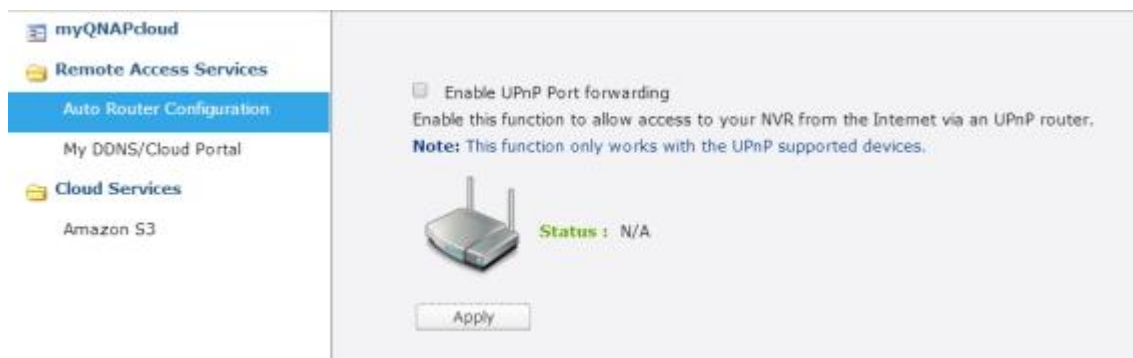 myQNAPcloud
Remote Access Services
Auto Router Configuration
My DDNS/Cloud Portal
Cloud Services
Amazon S3
Enable UPnP Port forwarding
Enable this function to allow access to your NVR from the Internet via an UPnP router.
Note: This function only works with the UPnP supported devices.
Status : N/A
Apply